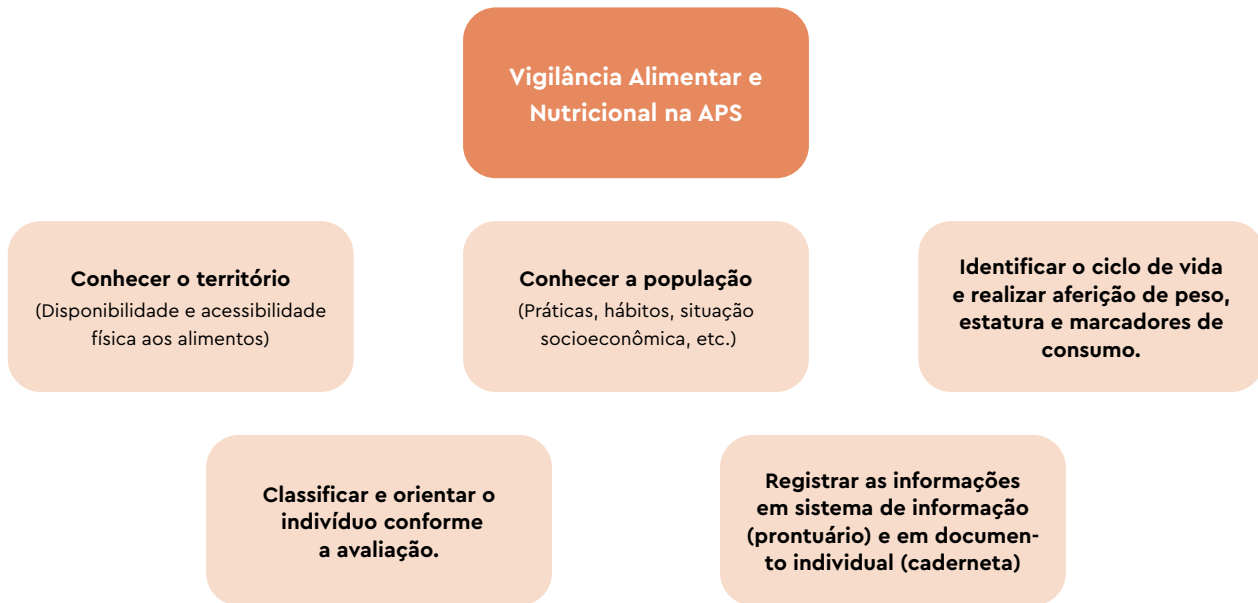 Vigilância Alimentar e
Nutricional na APS
Conhecer o território
(Disponibilidade e acessibilidade
física aos alimentos)
Conhecer a população
(Práticas, hábitos, situação
socioeconômica, etc.)
Identificar o ciclo de vida
e realizar aferição de peso,
estatura e marcadores de
consumo.
Classificar e orientar o
indivíduo conforme
a avaliação.
Registrar as informações
em sistema de informação
(prontuário) e em documen-
to individual (caderneta)